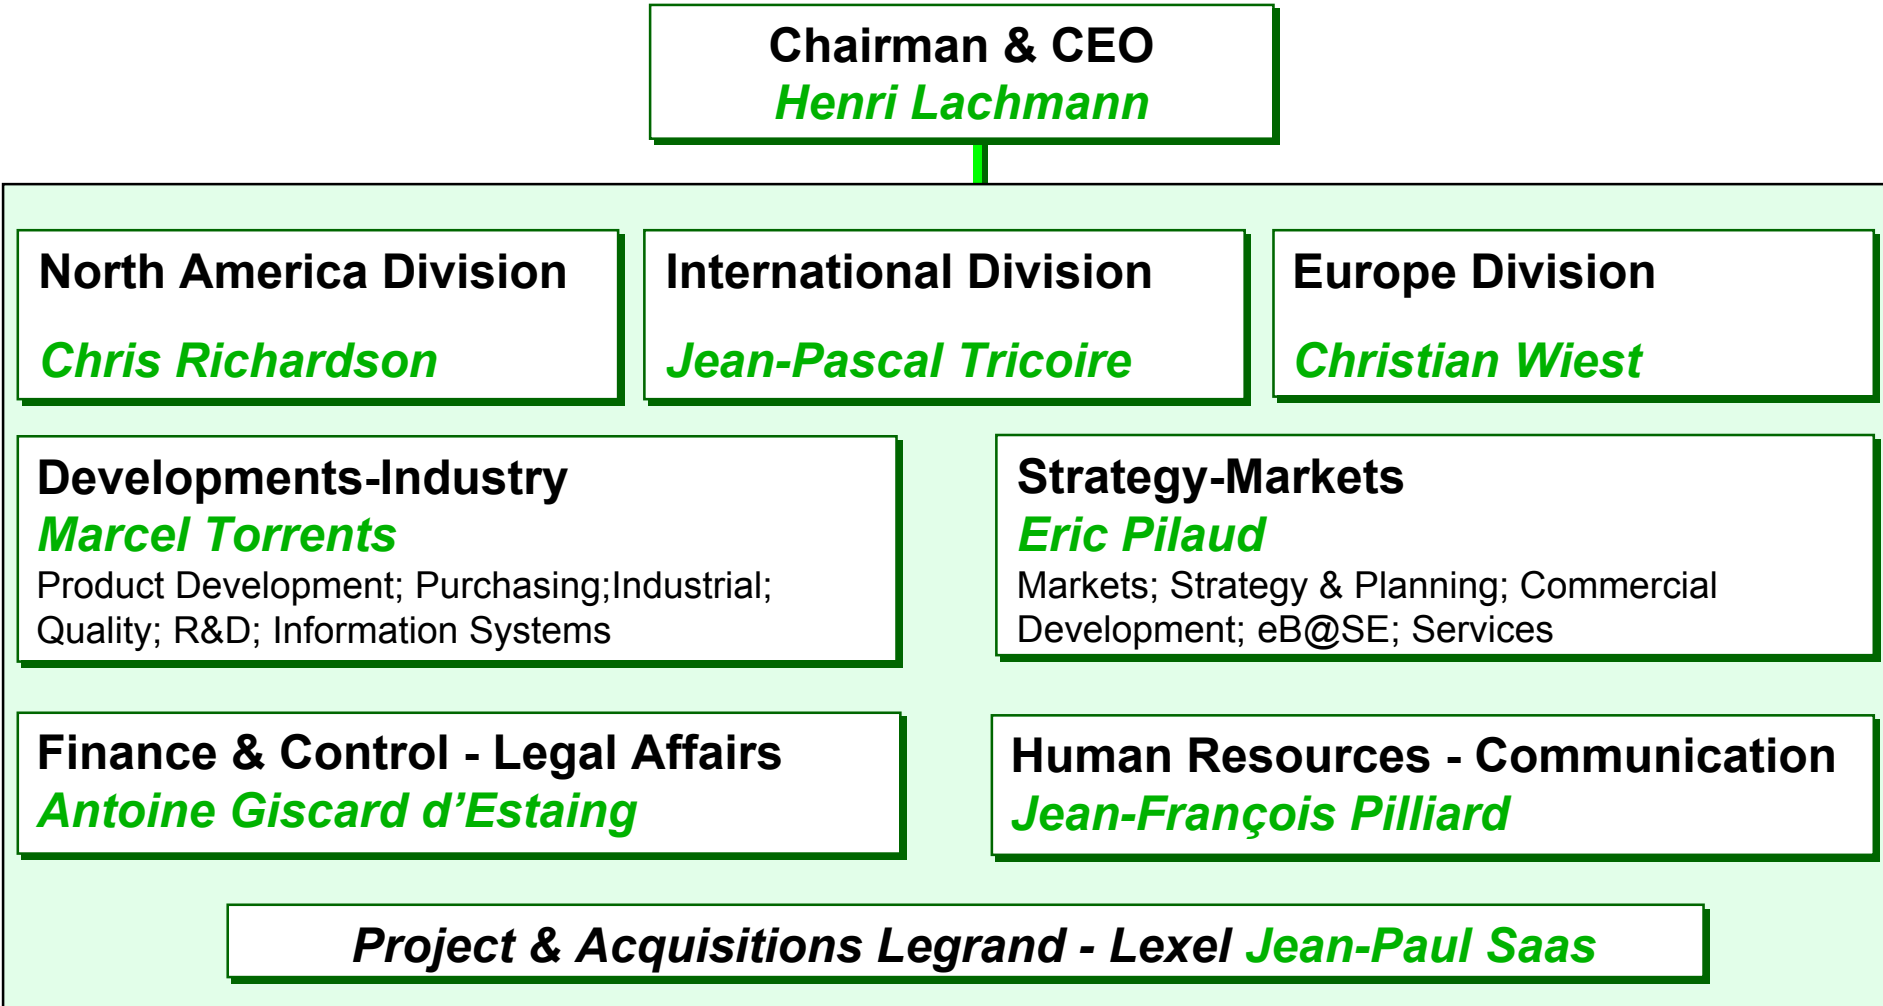 Chairman & CEO
Henri Lachmann
North America Division
Chris Richardson
International Division
Jean-Pascal Tricoire
Europe Division
Christian Wiest
Developments-Industry
Marcel Torrents
Product Development; Purchasing;Industrial;
Quality; R&D; Information Systems
Strategy-Markets
Eric Pilaud
Markets; Strategy & Planning; Commercial
Development; eB@SE; Services
Finance & Control - Legal Affairs
Antoine Giscard d’Estaing
Human Resources - Communication
Jean-François Pilliard
Project & Acquisitions Legrand - Lexel Jean-Paul Saas